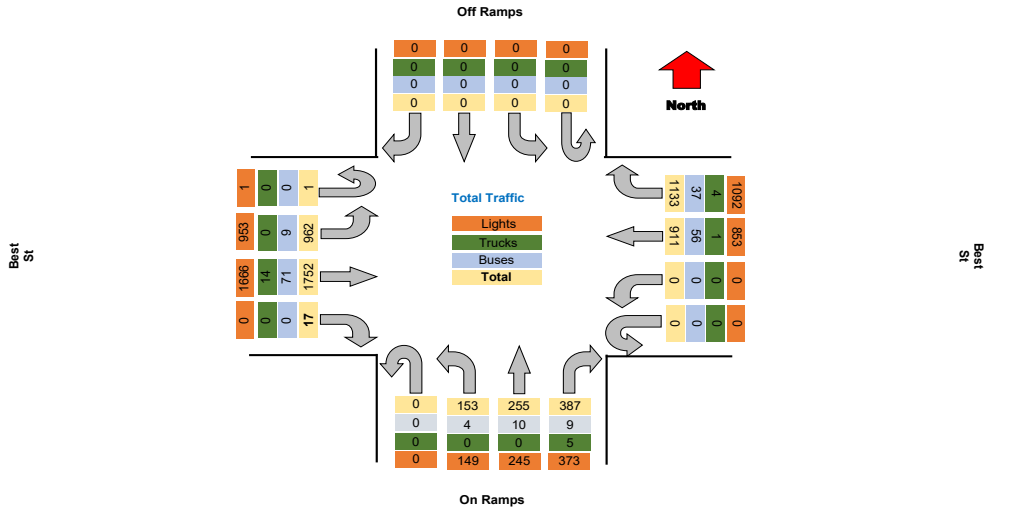 Off Ramps
0 0 0 0
0 0 0 0
0 0 0 0
0 0 0 0
North
1 0 0 1
953 0 9 962
1666 14 71 1752
0 0 0 17
Best
St
Total Traffic
Lights
Trucks
Buses
Total
1133 37 4 1092
911 56 1 853
0 0 0 0
0 0 0 0
Best
St
0 153 255 387
0 4 10 9
0 0 0 5
0 149 245 373
On Ramps